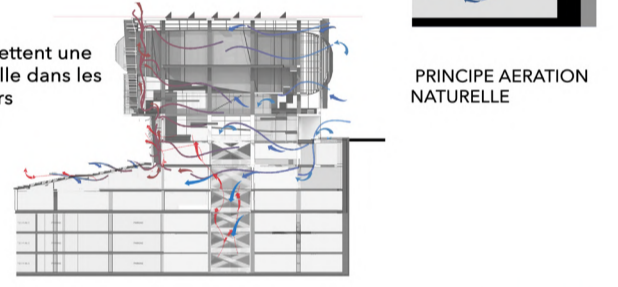 ettent une
lle dans les
rs
PRINCIPE AERATION
NATURELLE